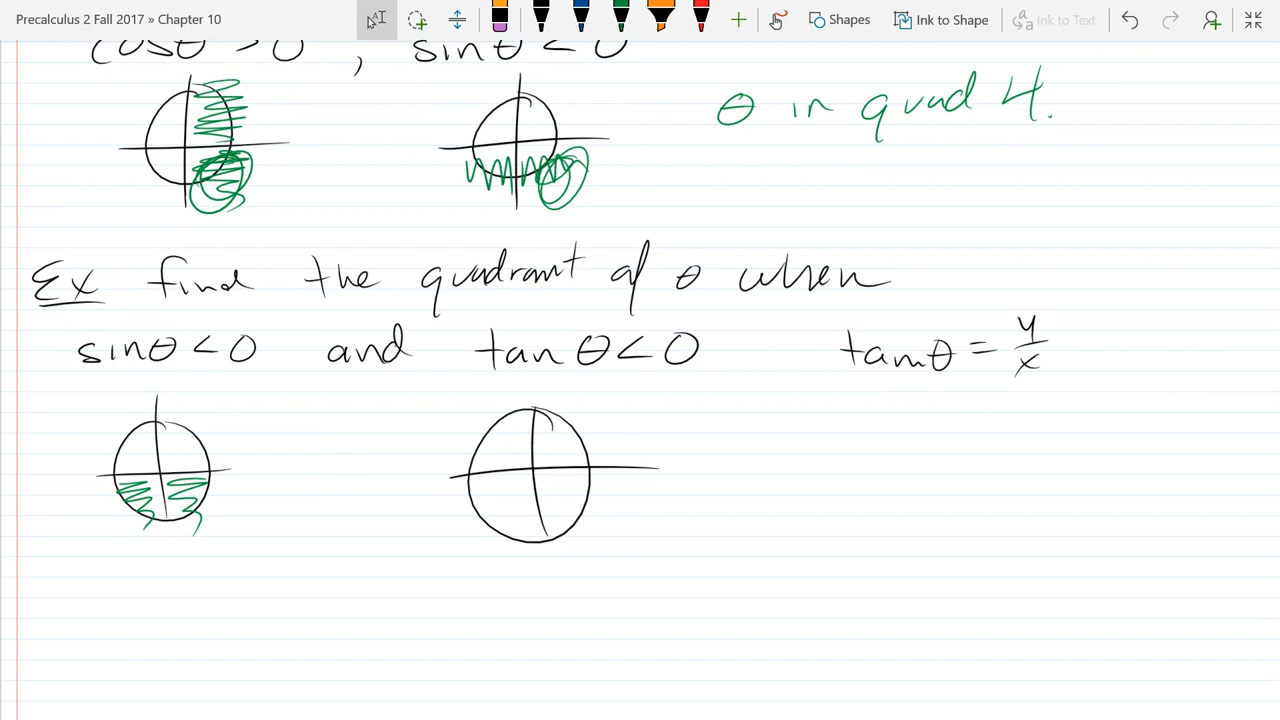 Precalculus 2 Fall 2017 » Chapter 10
Shapes
Ink to Shape
Ink to Text
cosθ > 0 , sinθ < 0
θ in quad 4.
Ex find the quadrant of θ when
sinθ < 0 and tan θ < 0 tanθ = y/x